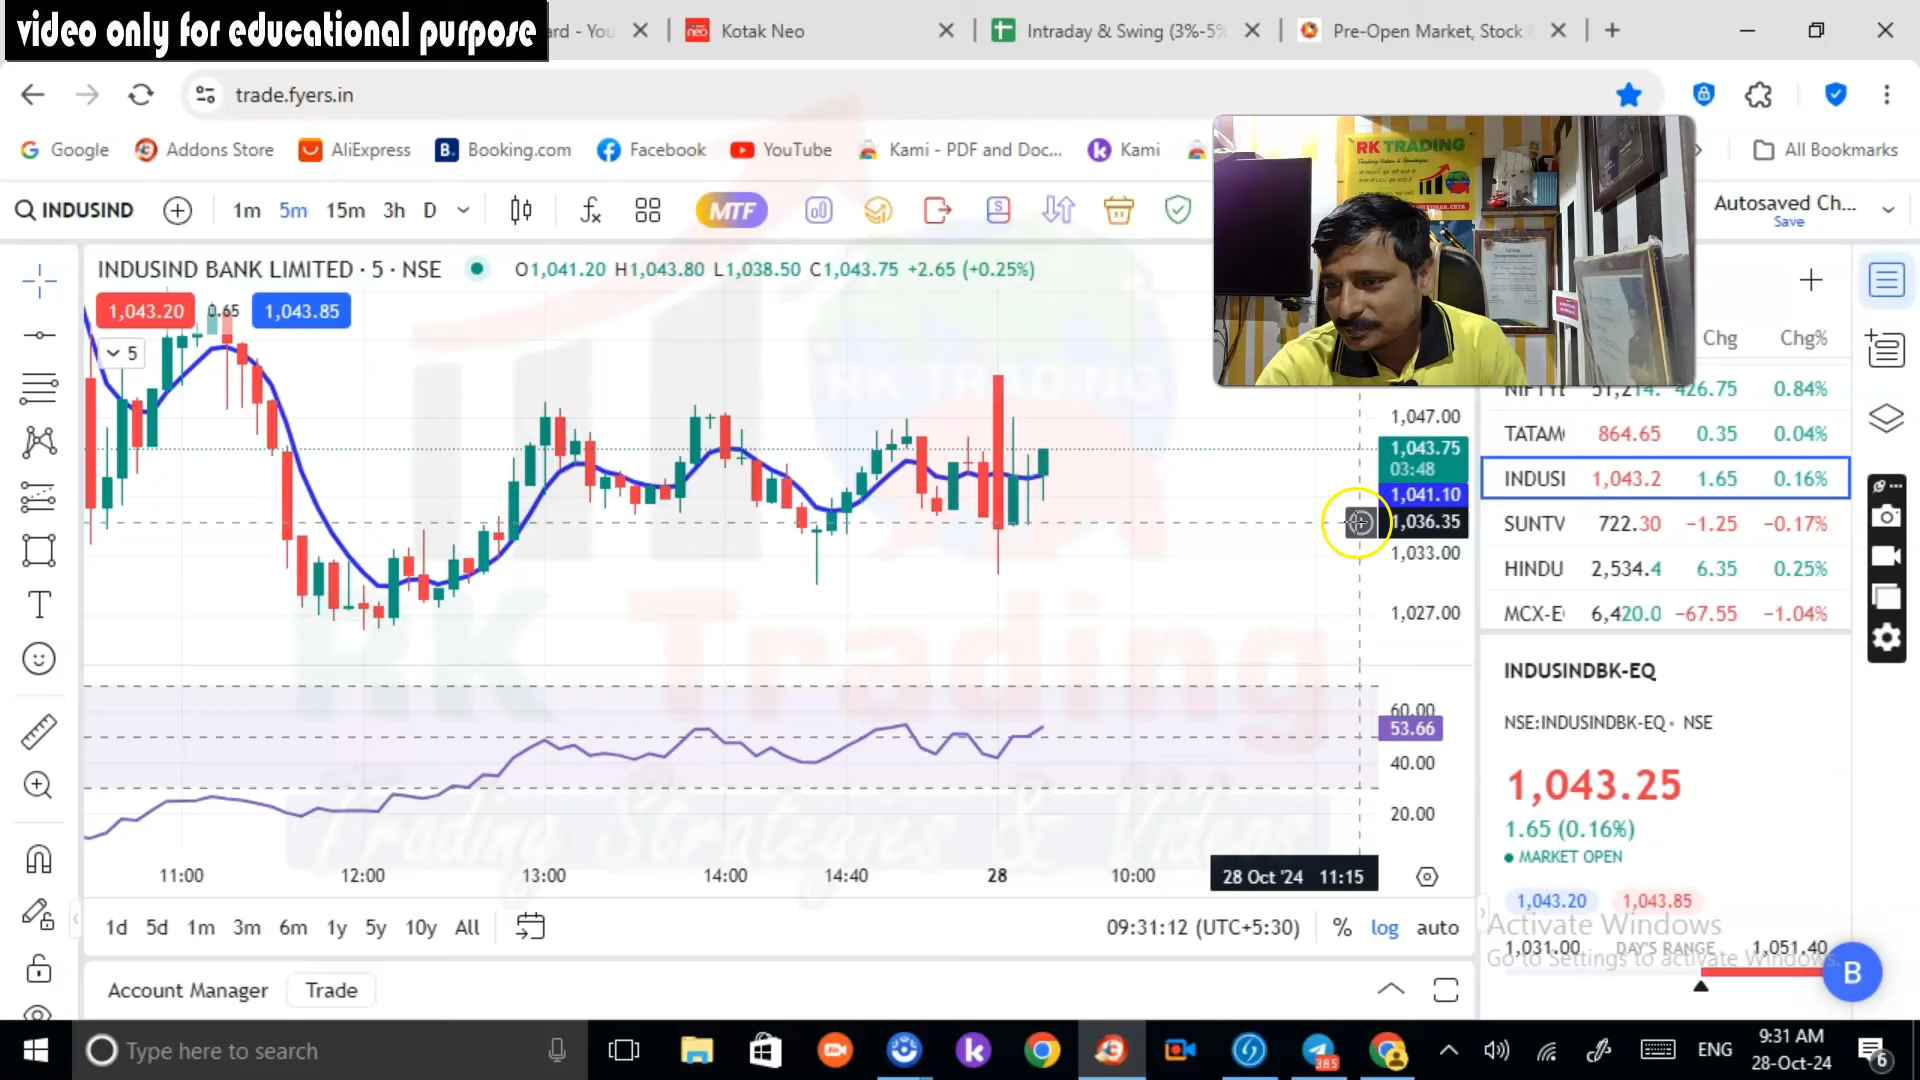 video only for educational purpose
ard - You
Kotak Neo
Intraday & Swing (3%-5%
Pre-Open Market, Stock
trade.fyers.in
Google
Addons Store
AliExpress
Booking.com
Facebook
YouTube
Kami - PDF and Doc...
Kami
All Bookmarks
INDUSIND
1m 5m 15m 3h D
MTF
Autosaved Ch...
Save
INDUSIND BANK LIMITED · 5 · NSE
O1,041.20 H1,043.80 L1,038.50 C1,043.75 +2.65 (+0.25%)
1,043.20
0.65
1,043.85
5
RK TRADING
Chg Chg%
426.75 0.84%
TATAM 864.65 0.35 0.04%
INDUSI 1,043.2 1.65 0.16%
SUNTV 722.30 −1.25 −0.17%
HINDU 2,534.4 6.35 0.25%
MCX-E 6,420.0 −67.55 −1.04%
1,047.00
1,043.75
03:48
1,041.10
1,036.35
1,033.00
1,027.00
60.00
53.66
40.00
20.00
RK TRADING
RK Trading
Trading Strategies & Videos
INDUSINDBK-EQ
NSE:INDUSINDBK-EQ • NSE
1,043.25
1.65 (0.16%)
MARKET OPEN
1,043.20 1,043.85
1,031.00 DAY'S RANGE 1,051.40
Activate Windows
Go to Settings to activate Windows.
B
11:00 12:00 13:00 14:00 14:40 28 10:00
28 Oct '24 11:15
1d 5d 1m 3m 6m 1y 5y 10y All
09:31:12 (UTC+5:30)
% log auto
Account Manager
Trade
Type here to search
385
ENG
9:31 AM
28-Oct-24
6